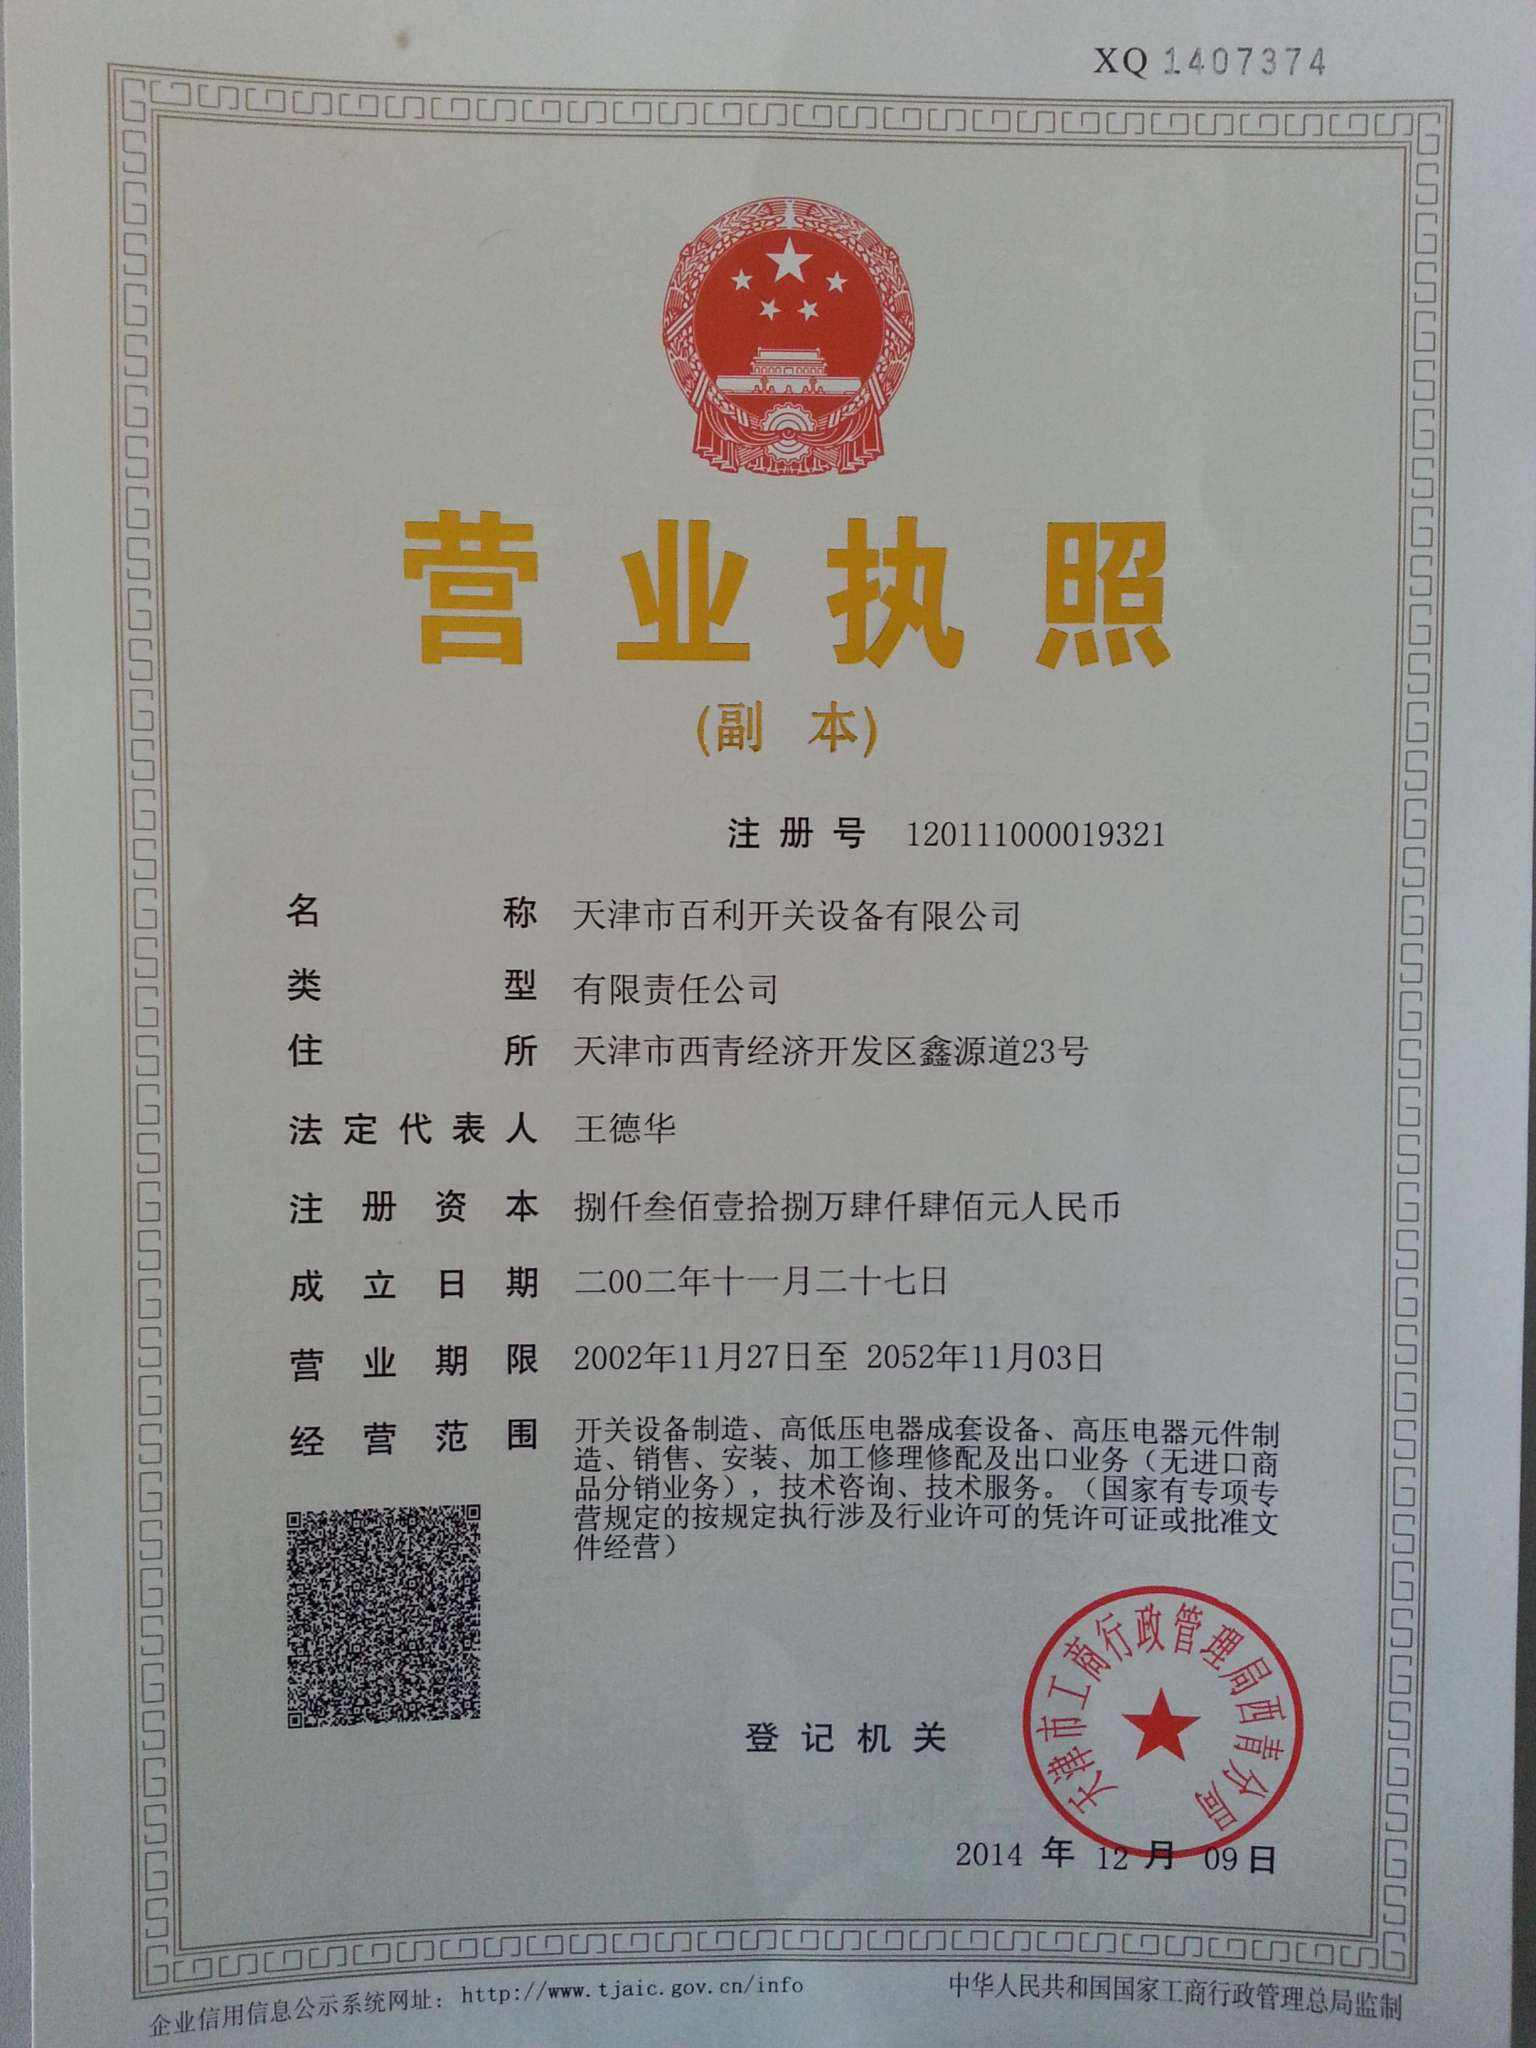 XQ 1407374
营业执照
(副 本)
注册号 120111000019321
名称 天津市百利开关设备有限公司
类型 有限责任公司
住所 天津市西青经济开发区鑫源道23号
法定代表人 王德华
注册资本 捌仟叁佰壹拾捌万肆仟肆佰元人民币
成立日期 二00二年十一月二十七日
营业期限 2002年11月27日至 2052年11月03日
经营范围 开关设备制造、高低压电器成套设备、高压电器元件制
造、销售、安装、加工修理修配及出口业务（无进口商
品分销业务），技术咨询、技术服务。（国家有专项专
营规定的按规定执行涉及行业许可的凭许可证或批准文
件经营）
天津市工商行政管理局西青分局
登记机关
2014 年 12 月 09 日
企业信用信息公示系统网址：http://www.tjaic.gov.cn/info
中华人民共和国国家工商行政管理总局监制